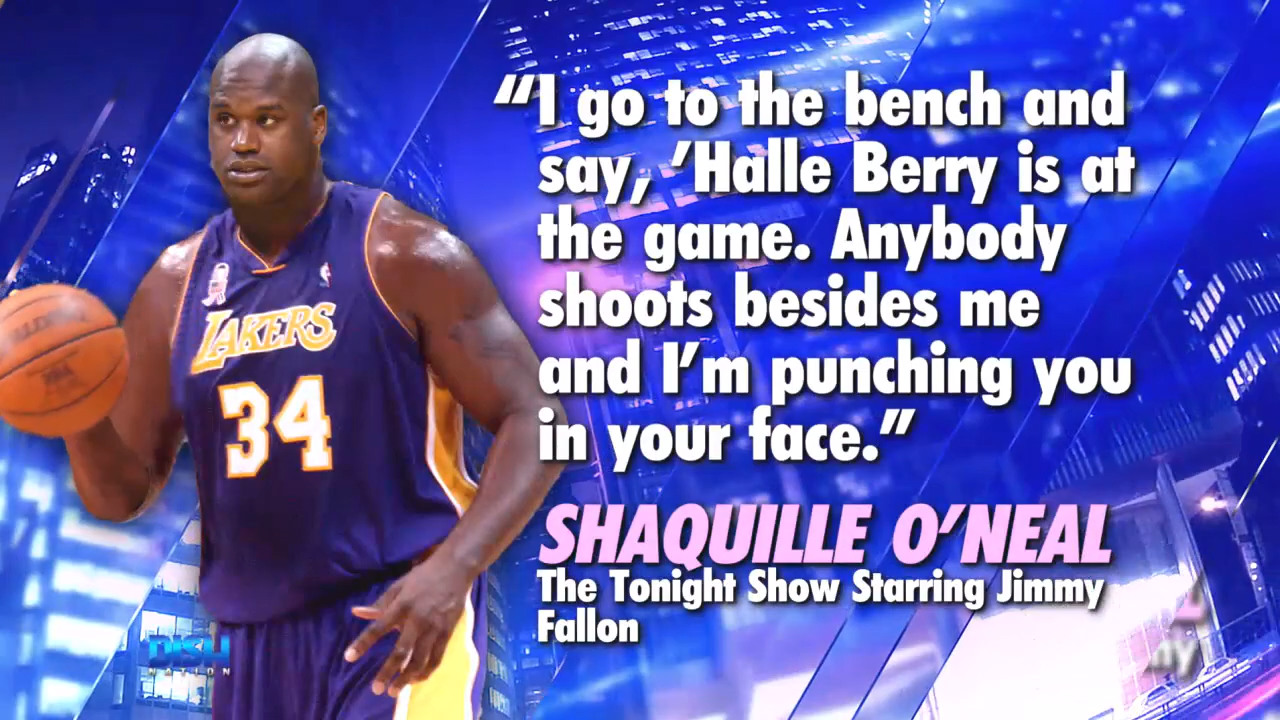 “I go to the bench and
say, ’Halle Berry is at
the game. Anybody
shoots besides me
and I’m punching you
in your face.”
SHAQUILLE O’NEAL
The Tonight Show Starring Jimmy
Fallon
LAKERS
34
DISH
NATION